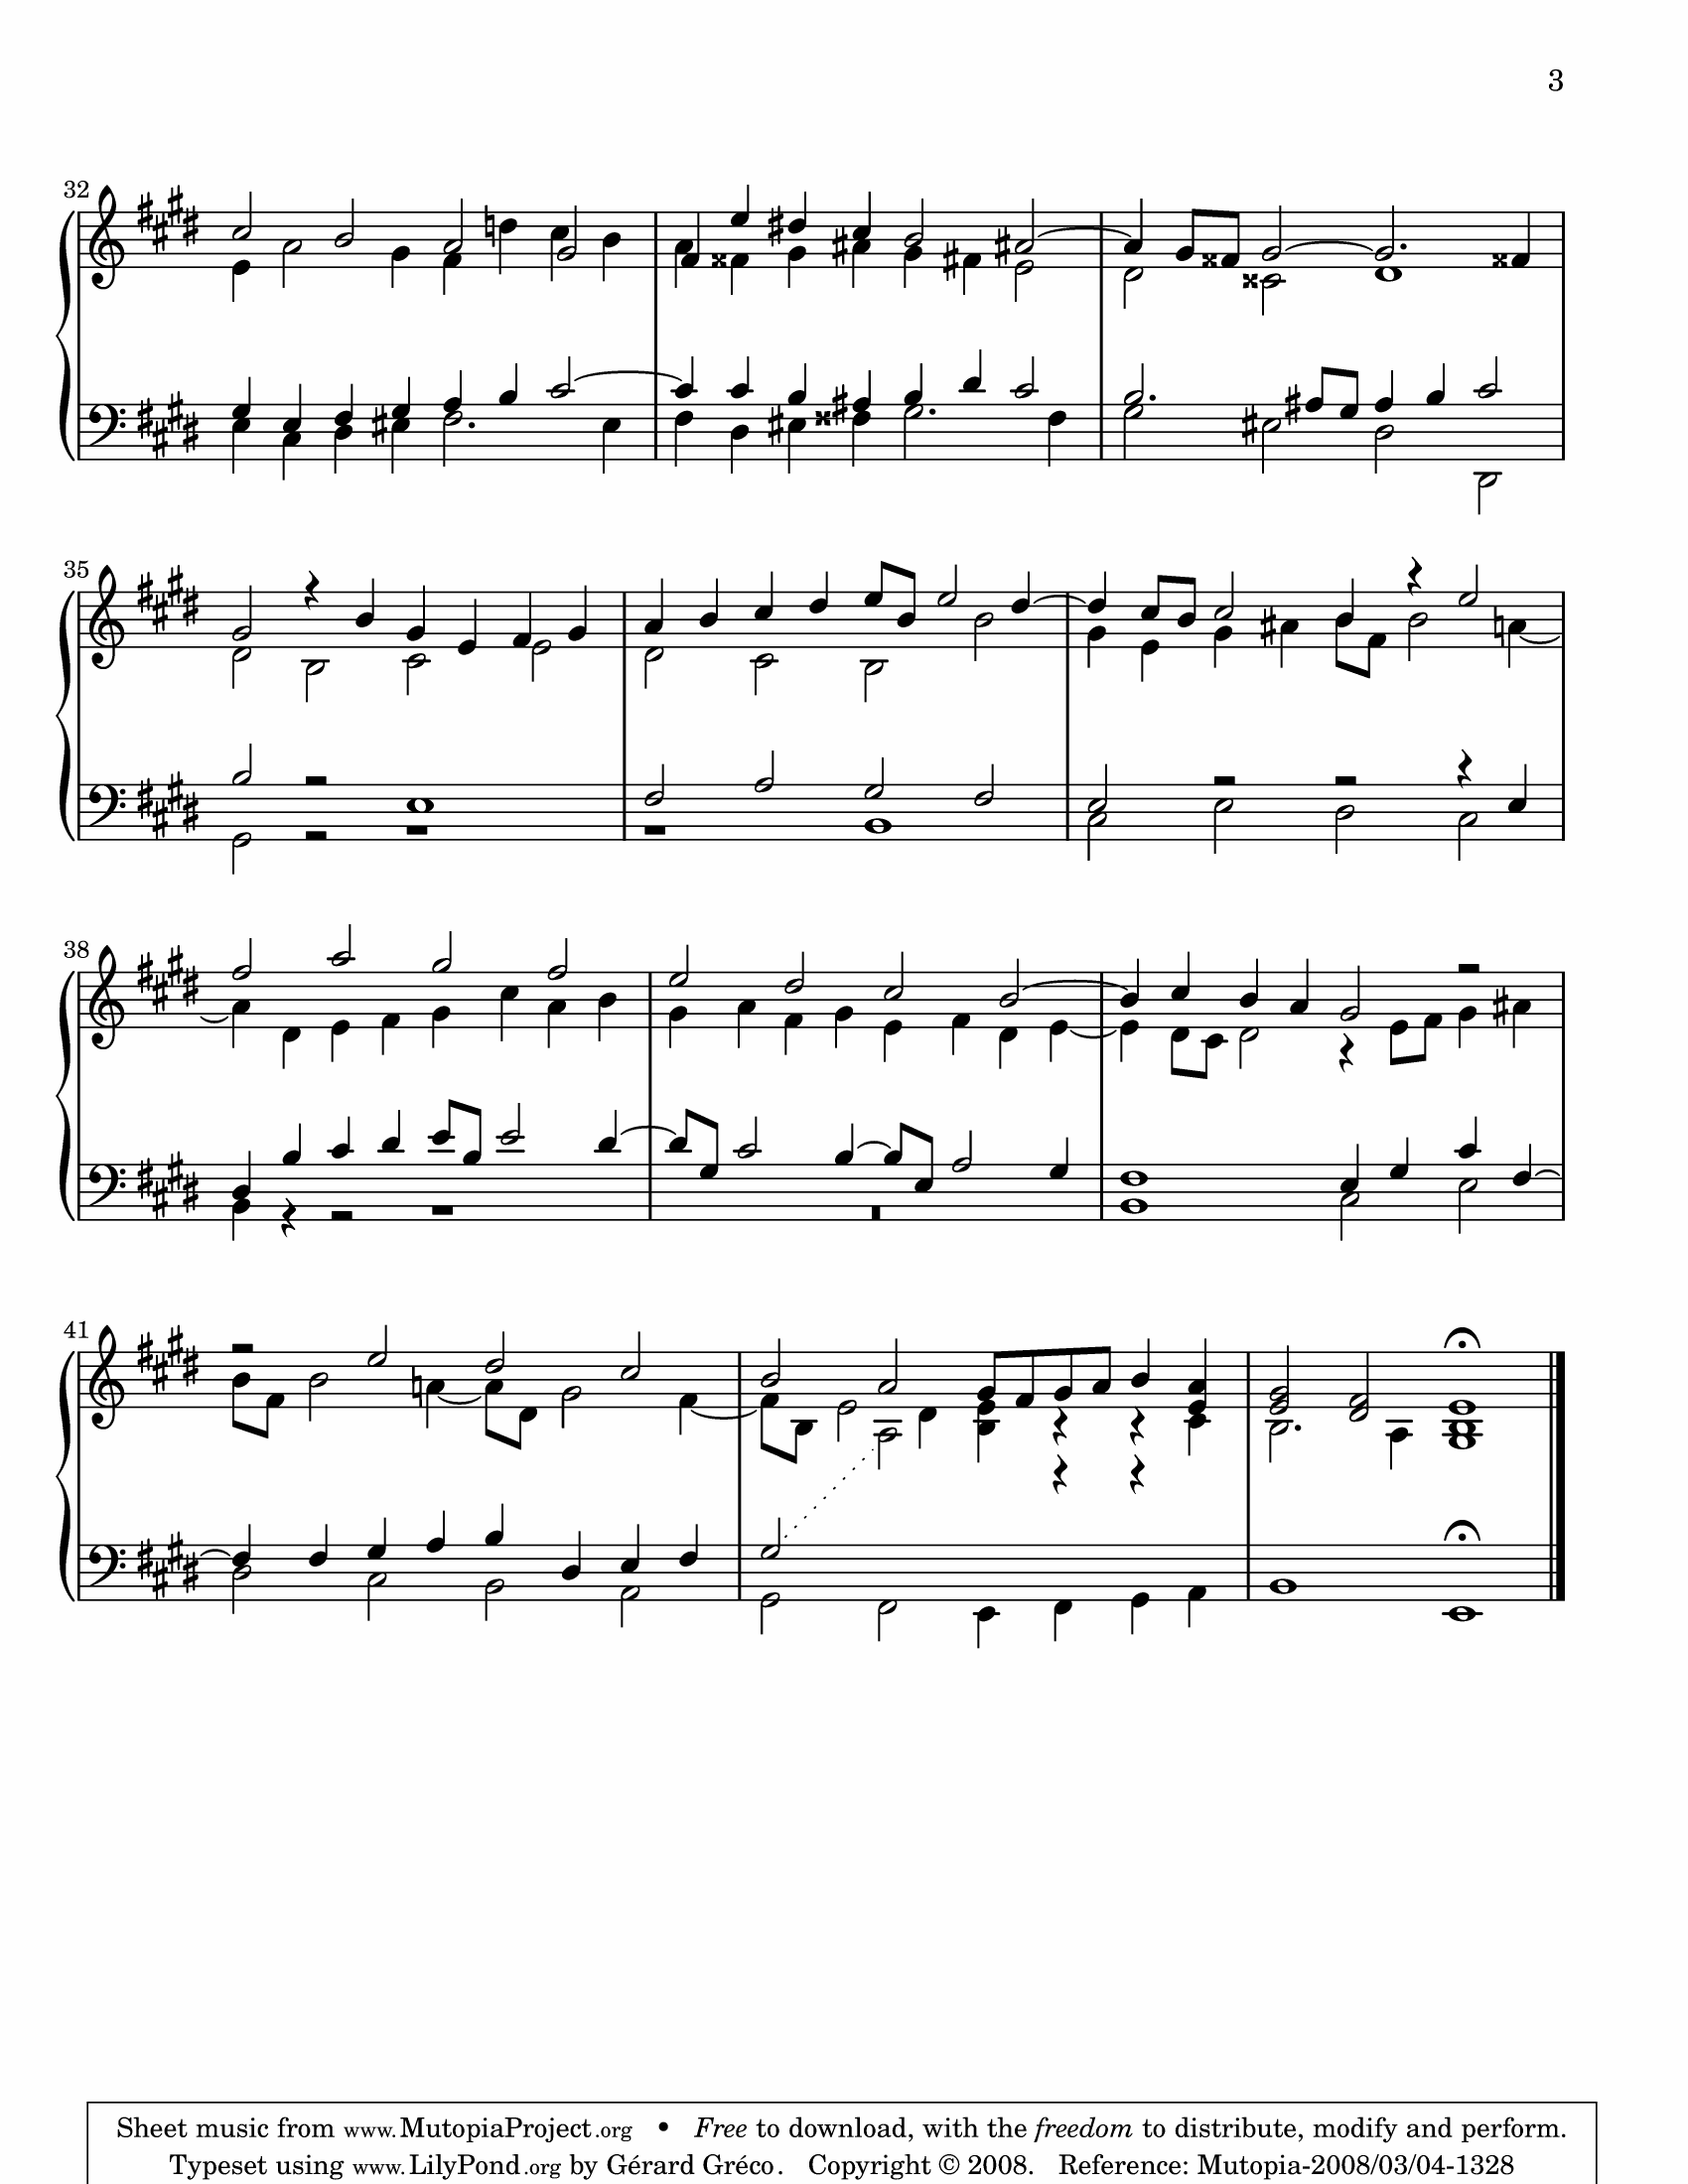 3
32
35
38
41
Sheet music from www.MutopiaProject.org • Free to download, with the freedom to distribute, modify and perform.
Typeset using www.LilyPond.org by Gérard Gréco. Copyright © 2008. Reference: Mutopia-2008/03/04-1328